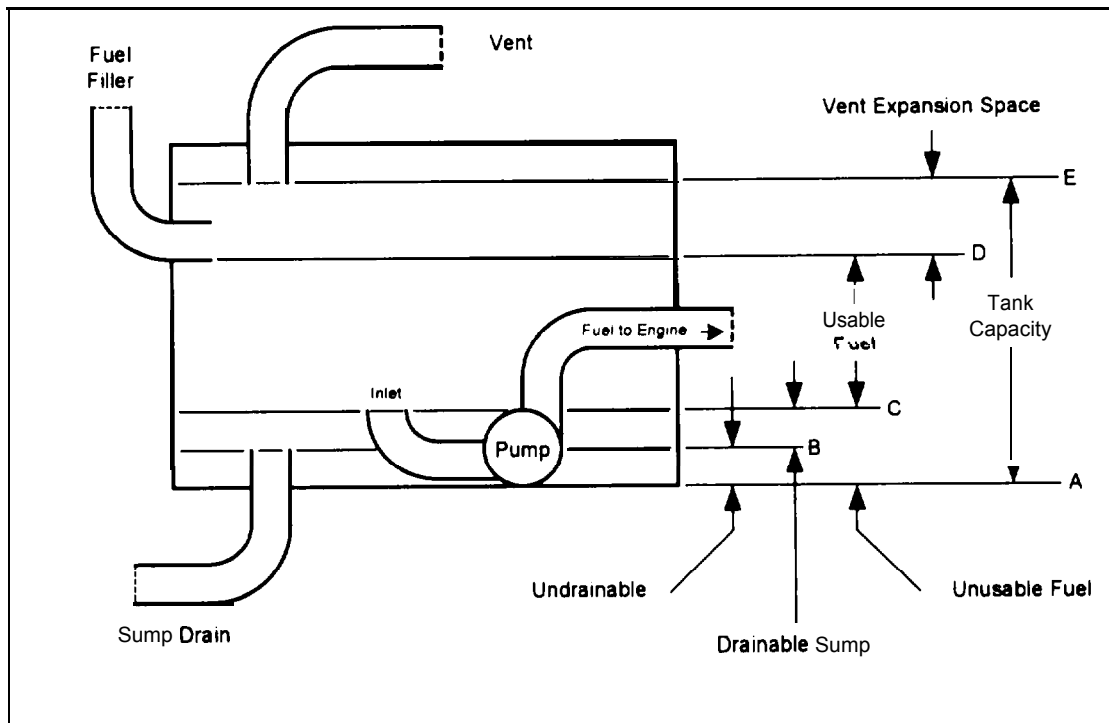 Fuel
Filler
Vent
Vent Expansion Space
E
D
Fuel to Engine
Usable
Fuel
Tank
Capacity
Inlet
C
Pump
B
A
Undrainable
Unusable Fuel
Sump Drain
Drainable Sump